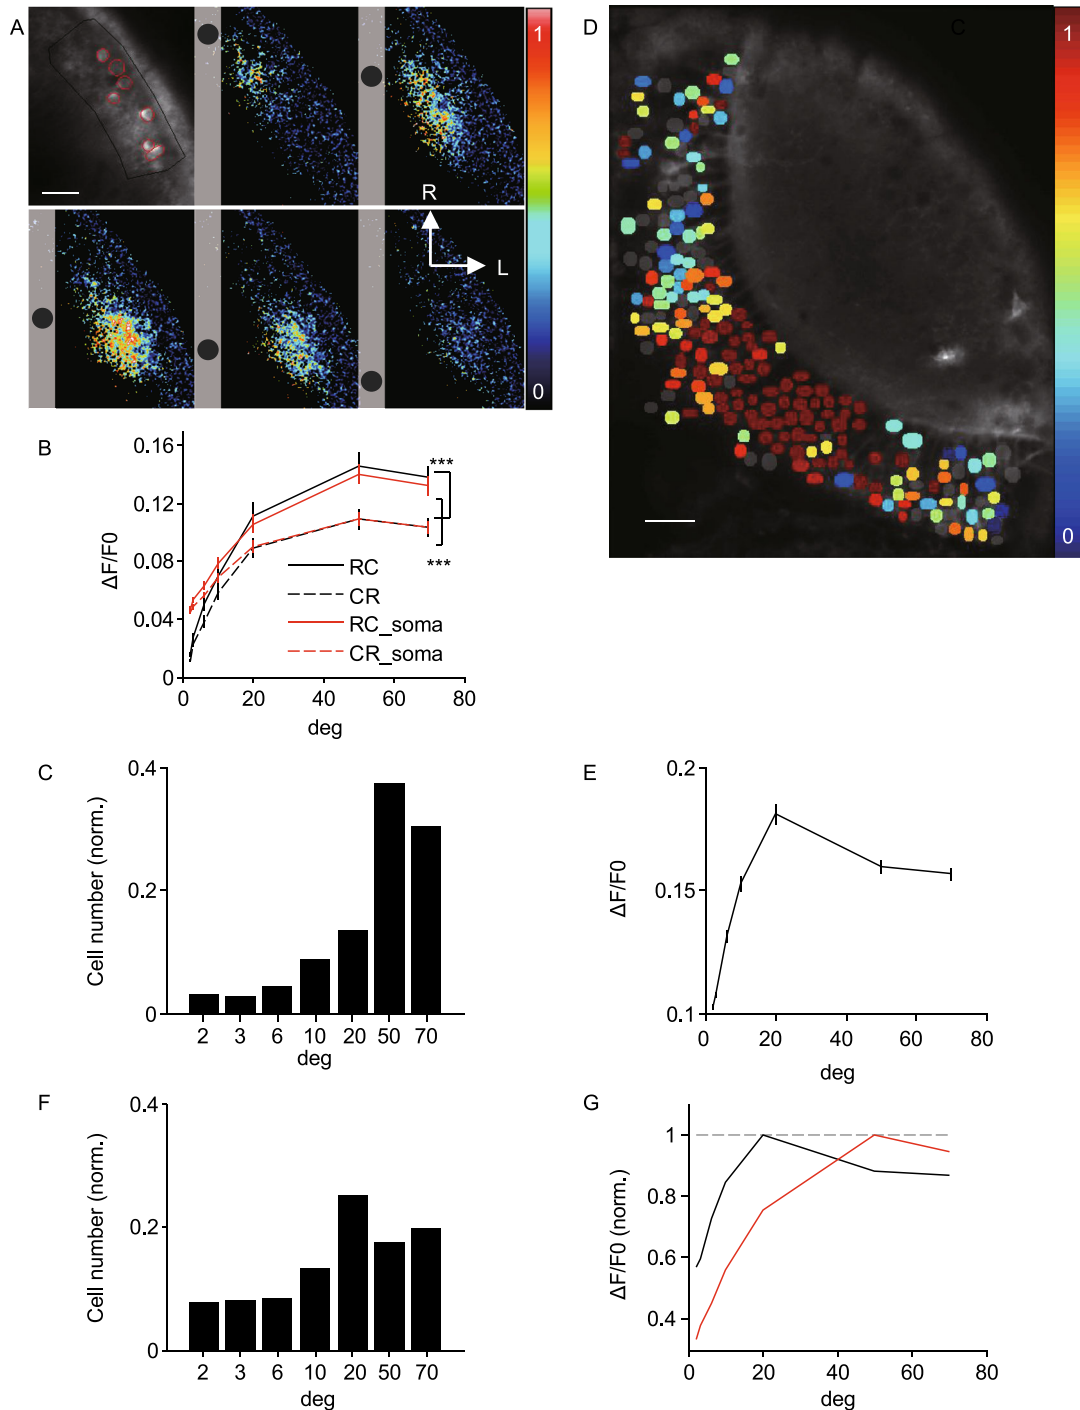 A
1
0
R
L
D
C
1
0
B
0.16
0.12
0.08
0.04
0
ΔF/F0
***
***
RC
CR
RC_soma
CR_soma
0 20 40 60 80
deg
C
0.4
0.2
0
Cell number (norm.)
2 3 6 10 20 50 70
deg
E
0.2
0.15
0.1
ΔF/F0
0 20 40 60 80
deg
F
0.4
0.2
0
Cell number (norm.)
2 3 6 10 20 50 70
deg
G
1
0.8
0.6
0.4
ΔF/F0 (norm.)
0 20 40 60 80
deg